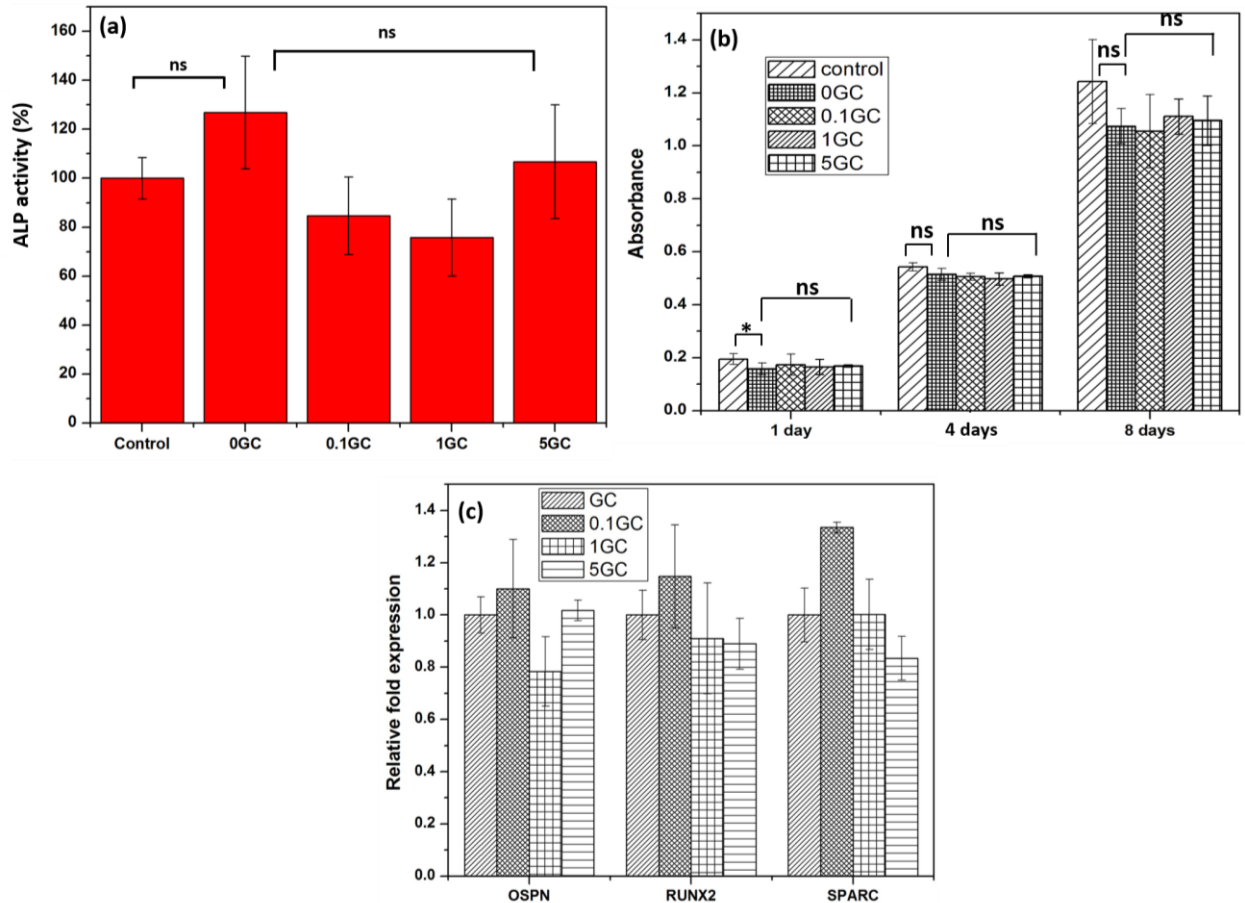 (a)
ns
ns
ALP activity (%)
160
140
120
100
80
60
40
20
0
Control 0GC 0.1GC 1GC 5GC
(b)
control
0GC
0.1GC
1GC
5GC
ns
ns
ns
ns
*
ns
Absorbance
1.4
1.2
1.0
0.8
0.6
0.4
0.2
0.0
1 day 4 days 8 days
(c)
GC
0.1GC
1GC
5GC
Relative fold expression
1.4
1.2
1.0
0.8
0.6
0.4
0.2
0.0
OSPN RUNX2 SPARC